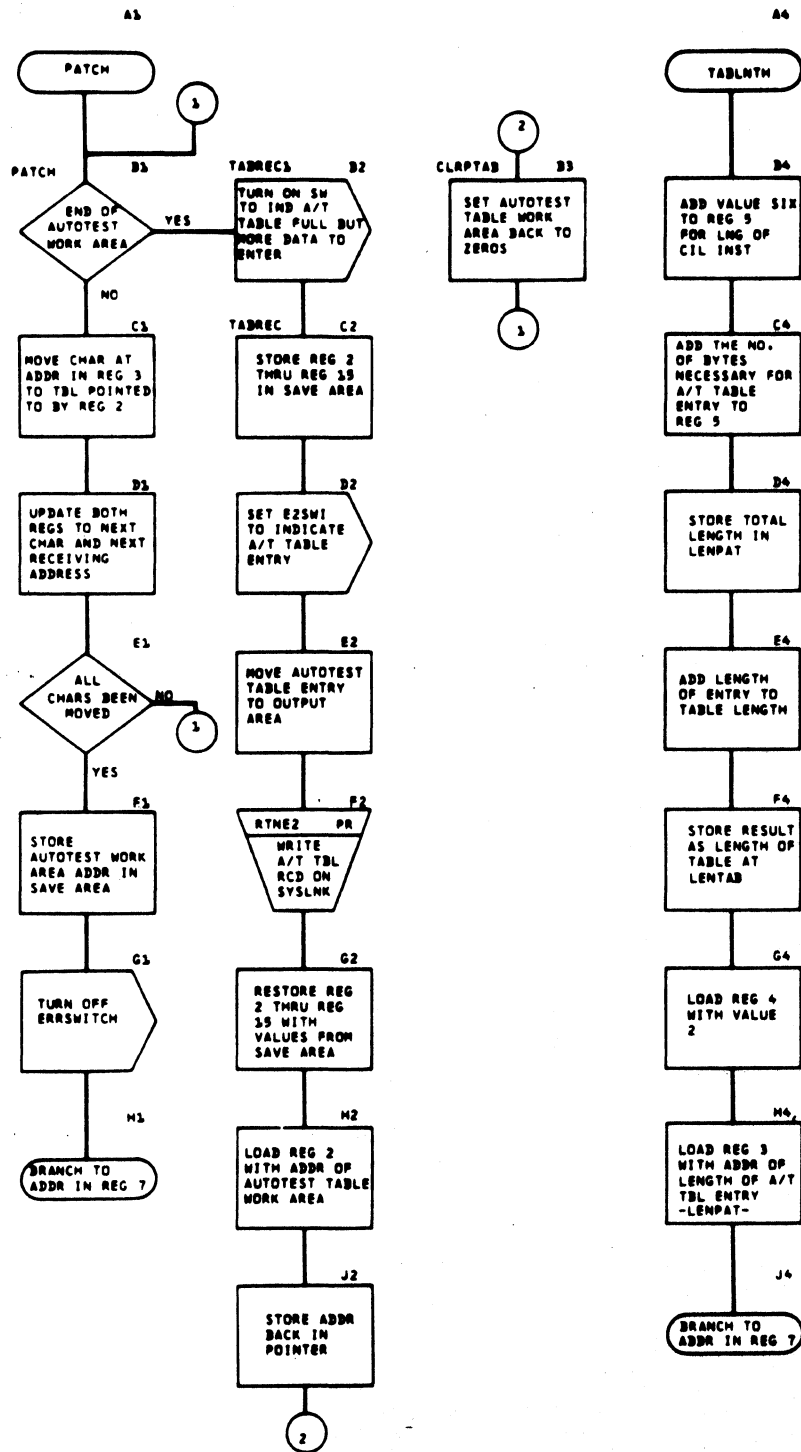 A1
PATCH
1
PATCH
B1
END OF
AUTOTEST
WORK AREA
YES
NO
C1
MOVE CHAR AT
ADDR IN REG 3
TO TBL POINTED
TO BY REG 2
D1
UPDATE BOTH
REGS TO NEXT
CHAR AND NEXT
RECEIVING
ADDRESS
E1
ALL
CHARS BEEN
MOVED
NO
1
YES
F1
STORE
AUTOTEST WORK
AREA ADDR IN
SAVE AREA
G1
TURN OFF
ERRSWITCH
H1
BRANCH TO
ADDR IN REG 7
TABREC1
B2
TURN ON SW
TO IND A/T
TABLE FULL BUT
MORE DATA TO
ENTER
TABREC
C2
STORE REG 2
THRU REG 15
IN SAVE AREA
D2
SET E2SWI
TO INDICATE
A/T TABLE
ENTRY
E2
MOVE AUTOTEST
TABLE ENTRY
TO OUTPUT
AREA
F2
RTNE2 PR
WRITE
A/T TBL
RCD ON
SYSLNK
G2
RESTORE REG
2 THRU REG
15 WITH
VALUES FROM
SAVE AREA
H2
LOAD REG 2
WITH ADDR OF
AUTOTEST TABLE
WORK AREA
J2
STORE ADDR
BACK IN
POINTER
2
2
CLRPTAB
B3
SET AUTOTEST
TABLE WORK
AREA BACK TO
ZEROS
1
A4
TABLNTH
B4
ADD VALUE SIX
TO REG 5
FOR LNG OF
CIL INST
C4
ADD THE NO.
OF BYTES
NECESSARY FOR
A/T TABLE
ENTRY TO
REG 5
D4
STORE TOTAL
LENGTH IN
LENPAT
E4
ADD LENGTH
OF ENTRY TO
TABLE LENGTH
F4
STORE RESULT
AS LENGTH OF
TABLE AT
LENTAB
G4
LOAD REG 4
WITH VALUE
2
H4
LOAD REG 3
WITH ADDR OF
LENGTH OF A/T
TBL ENTRY
-LENPAT-
J4
BRANCH TO
ADDR IN REG 7